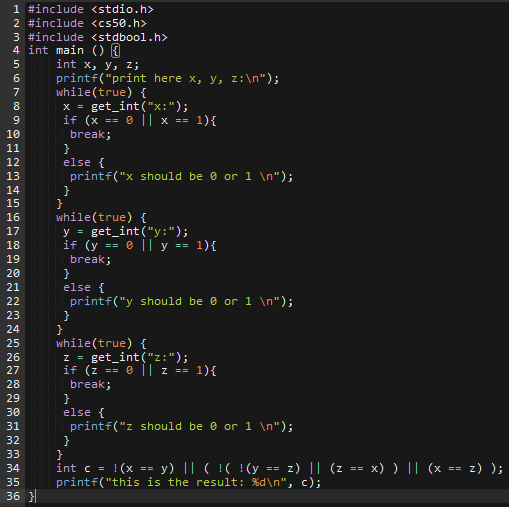 1 #include <stdio.h>
2 #include <cs50.h>
3 #include <stdbool.h>
4 int main () {
5     int x, y, z;
6     printf("print here x, y, z:\n");
7     while(true) {
8      x = get_int("x:");
9      if (x == 0 || x == 1){
10       break;
11      }
12      else {
13       printf("x should be 0 or 1 \n");
14      }
15     }
16     while(true) {
17      y = get_int("y:");
18      if (y == 0 || y == 1){
19       break;
20      }
21      else {
22       printf("y should be 0 or 1 \n");
23      }
24     }
25     while(true) {
26      z = get_int("z:");
27      if (z == 0 || z == 1){
28       break;
29      }
30      else {
31       printf("z should be 0 or 1 \n");
32      }
33     }
34     int c = !(x == y) || ( !( !(y == z) || (z == x) ) || (x == z) );
35     printf("this is the result: %d\n", c);
36 }